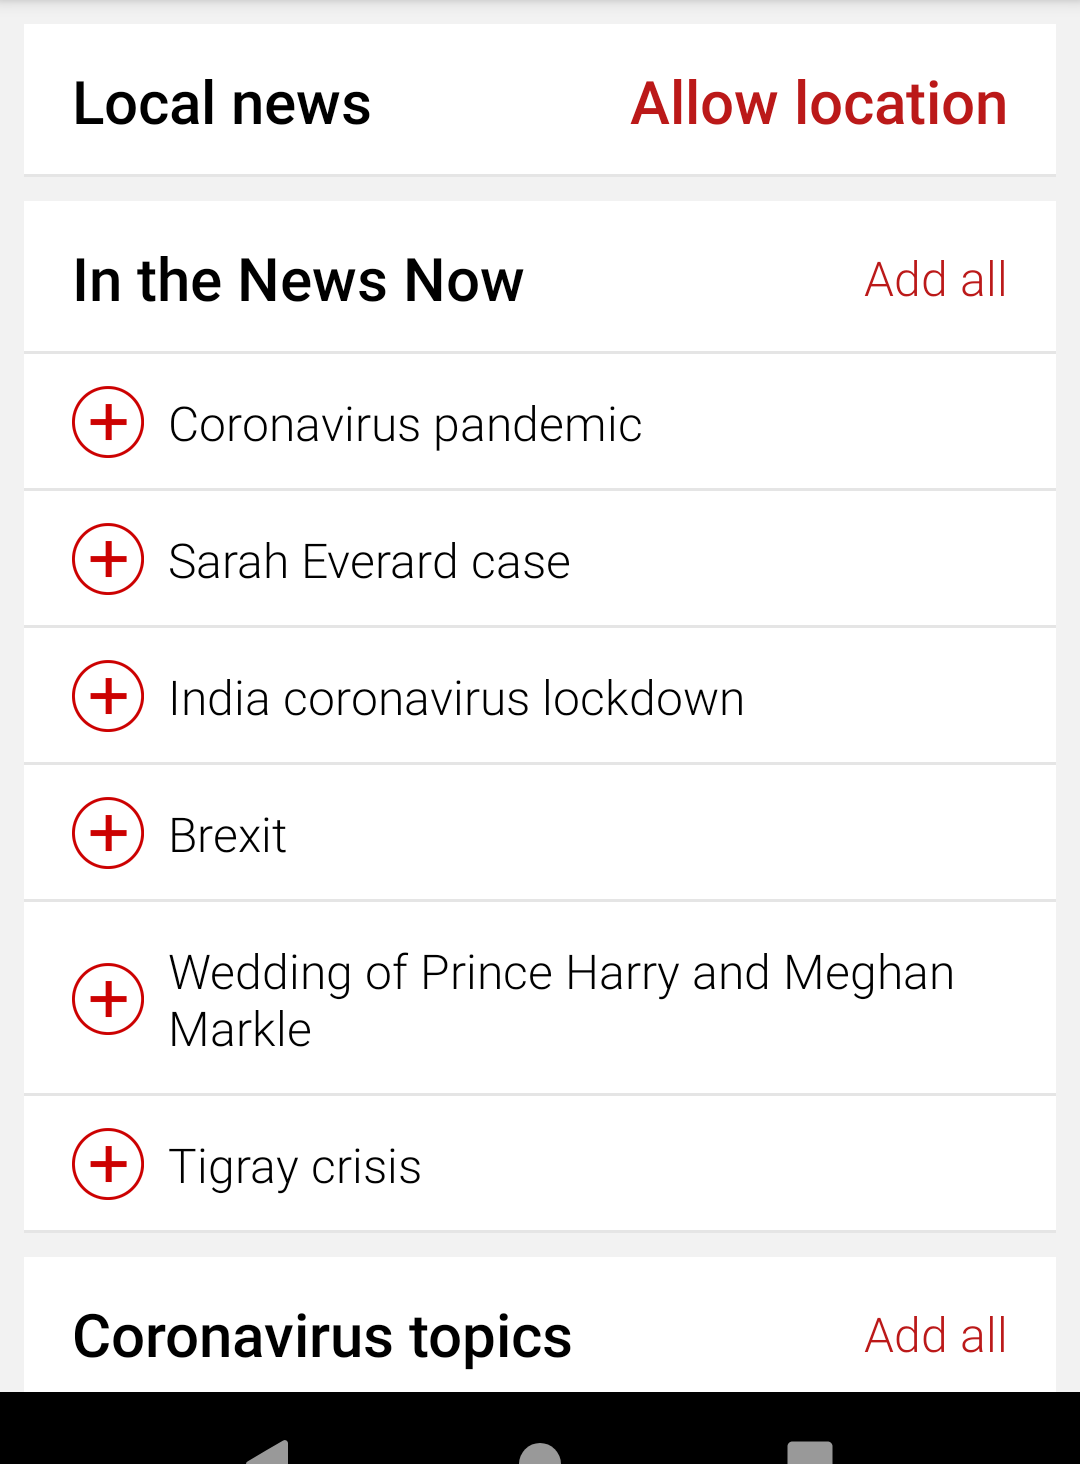 Local news Allow location
In the News Now Add all
Coronavirus pandemic
Sarah Everard case
India coronavirus lockdown
Brexit
Wedding of Prince Harry and Meghan
Markle
Tigray crisis
Coronavirus topics Add all